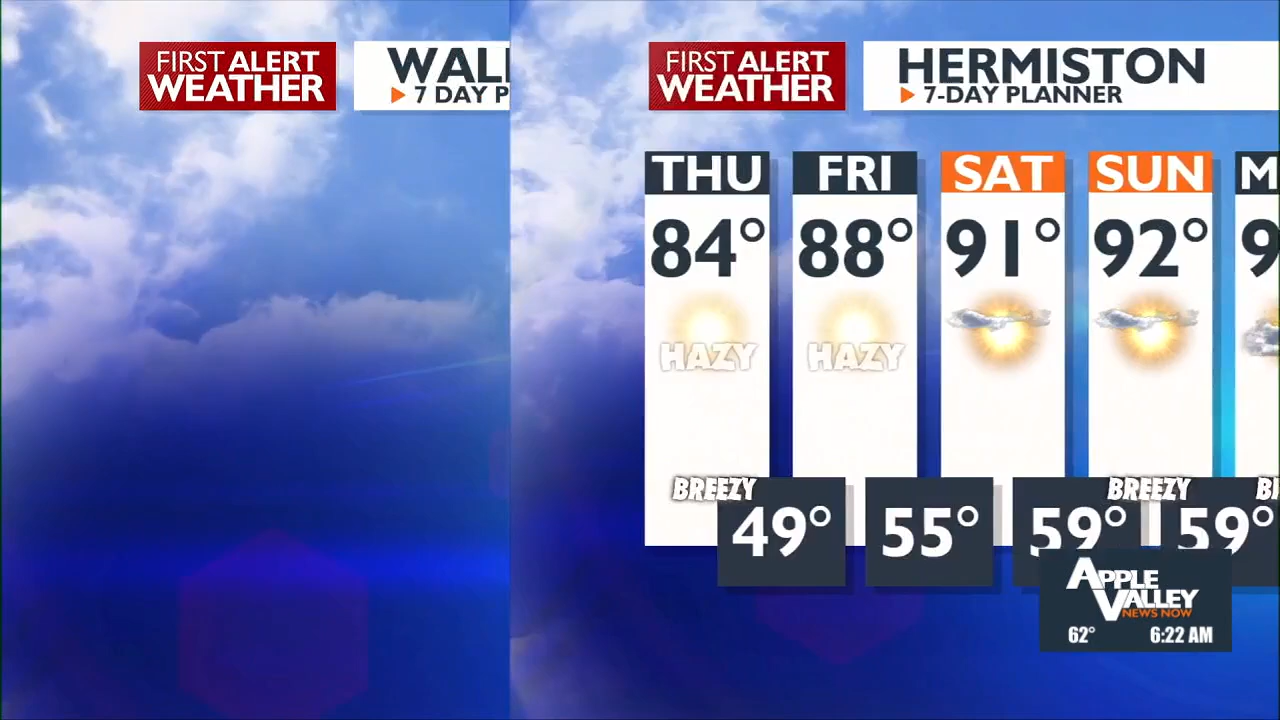 FIRST ALERT
WEATHER
7 DAY
FIRST ALERT
WEATHER
HERMISTON
7-DAY PLANNER
THU
FRI
SAT
SUN
84°
88°
91°
92°
HAZY
HAZY
BREEZY
BREEZY
49°
55°
59°
59°
APPLE
VALLEY
NEWS NOW
62°
6:22 AM